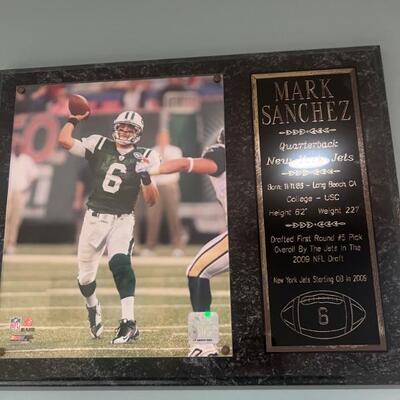 MARK
SANCHEZ
Quarterback
New York Jets
Born: 11/11/86 - Long Beach, CA
College - USC
Height: 6'2" Weight: 227
Drafted First Round #5 Pick
Overall By The Jets In The
2009 NFL Draft
New York Jets Starting QB in 2009
6
6
NFL